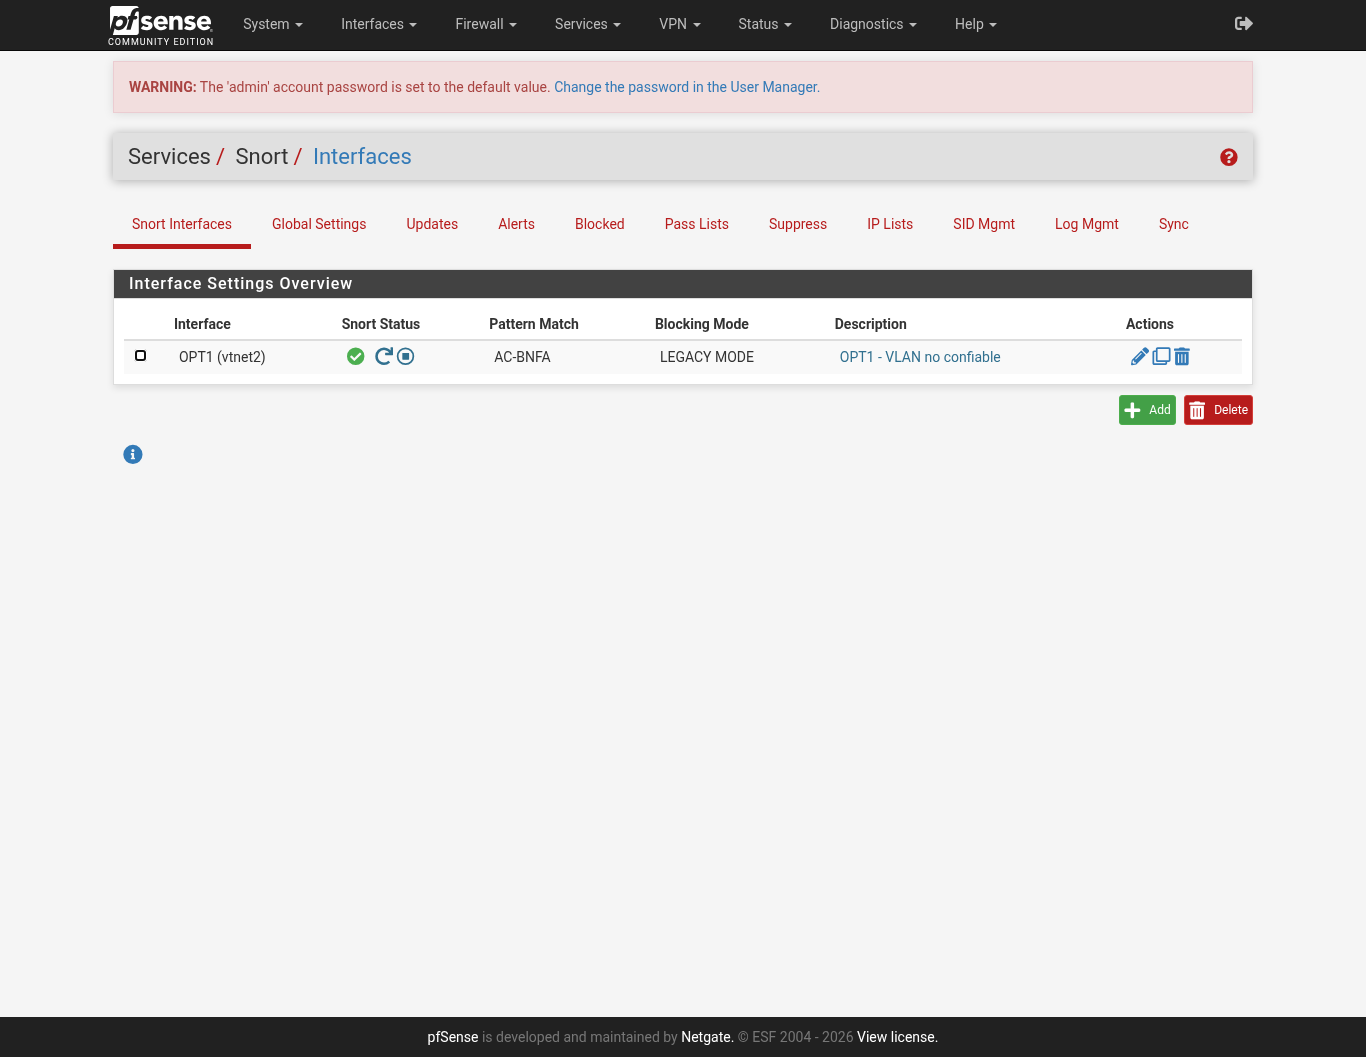 pfsense
COMMUNITY EDITION
System Interfaces Firewall Services VPN Status Diagnostics Help
WARNING: The 'admin' account password is set to the default value. Change the password in the User Manager.
Services / Snort / Interfaces
Snort Interfaces Global Settings Updates Alerts Blocked Pass Lists Suppress IP Lists SID Mgmt Log Mgmt Sync
Interface Settings Overview
Interface Snort Status Pattern Match Blocking Mode Description Actions
OPT1 (vtnet2) AC-BNFA LEGACY MODE OPT1 - VLAN no confiable
Add Delete
pfSense is developed and maintained by Netgate. © ESF 2004 - 2026 View license.